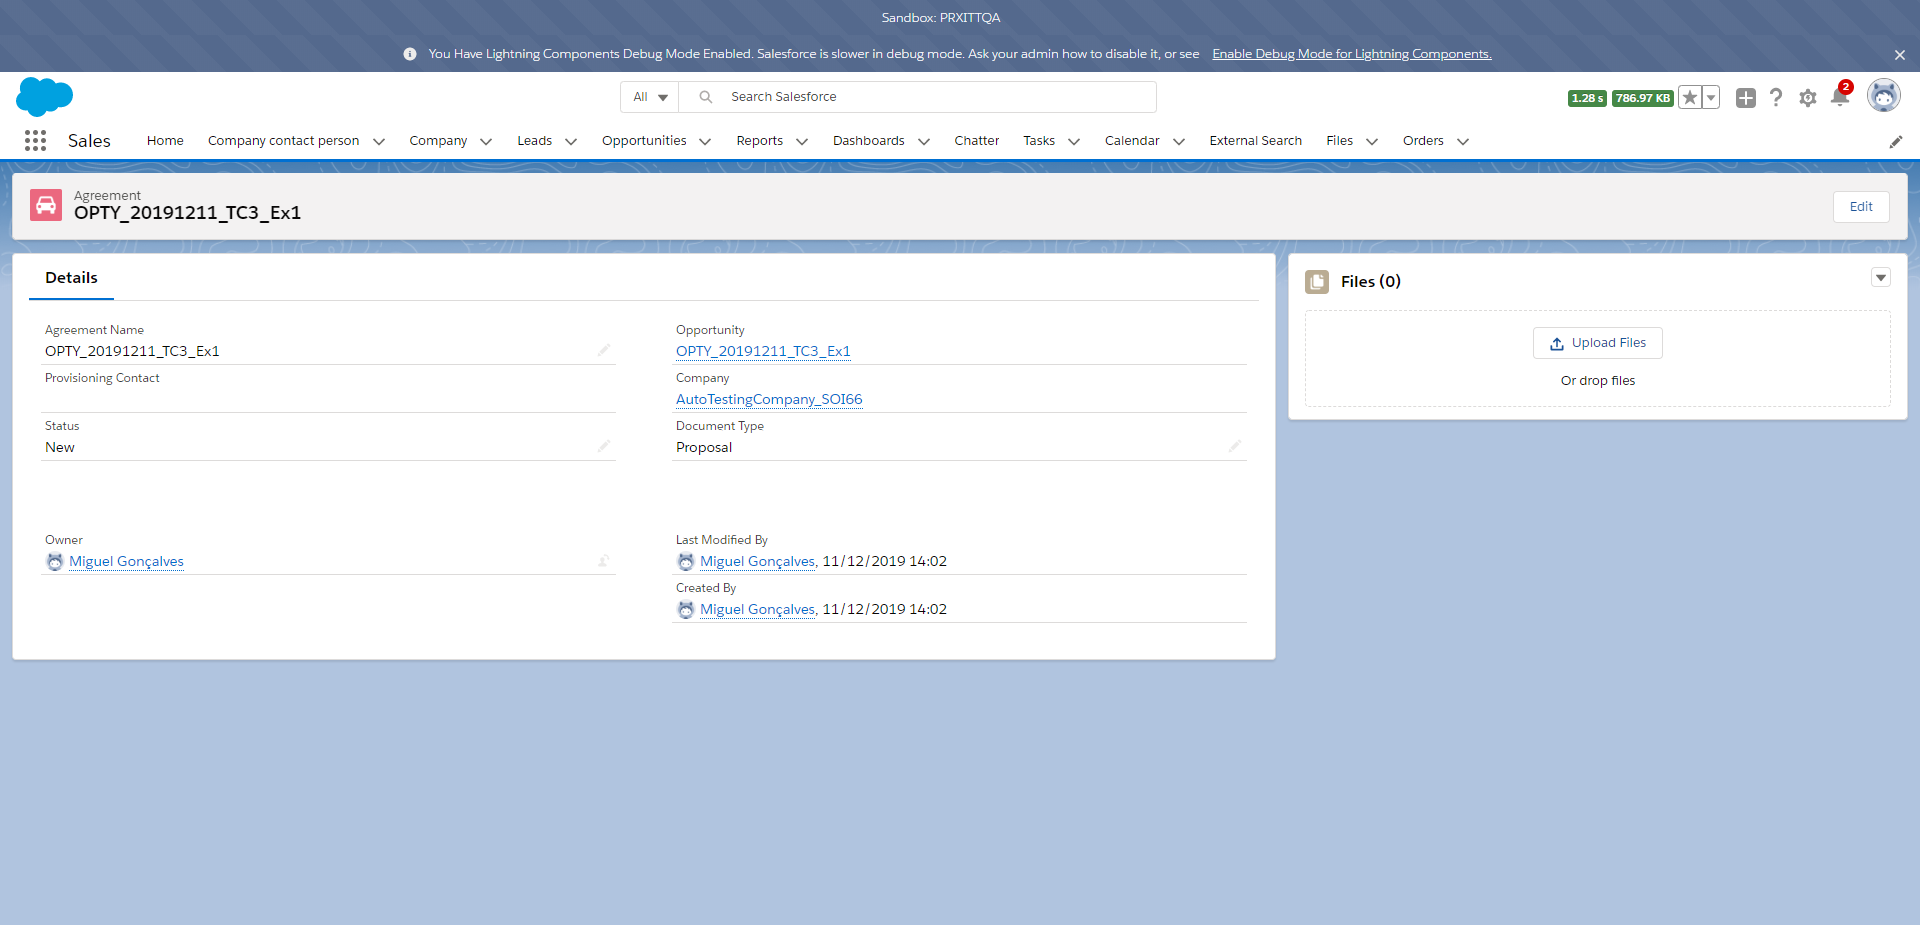 Sandbox: PRXITTQA
You Have Lightning Components Debug Mode Enabled. Salesforce is slower in debug mode. Ask your admin how to disable it, or see Enable Debug Mode for Lightning Components.
All Search Salesforce 1.28 s 786.97 KB 2
Sales Home Company contact person Company Leads Opportunities Reports Dashboards Chatter Tasks Calendar External Search Files Orders
Agreement
OPTY_20191211_TC3_Ex1
Edit
Details
Agreement Name
OPTY_20191211_TC3_Ex1
Opportunity
OPTY_20191211_TC3_Ex1
Provisioning Contact
Company
AutoTestingCompany_SOI66
Status
New
Document Type
Proposal
Owner
Miguel Gonçalves
Last Modified By
Miguel Gonçalves, 11/12/2019 14:02
Created By
Miguel Gonçalves, 11/12/2019 14:02
Files (0)
Upload Files
Or drop files